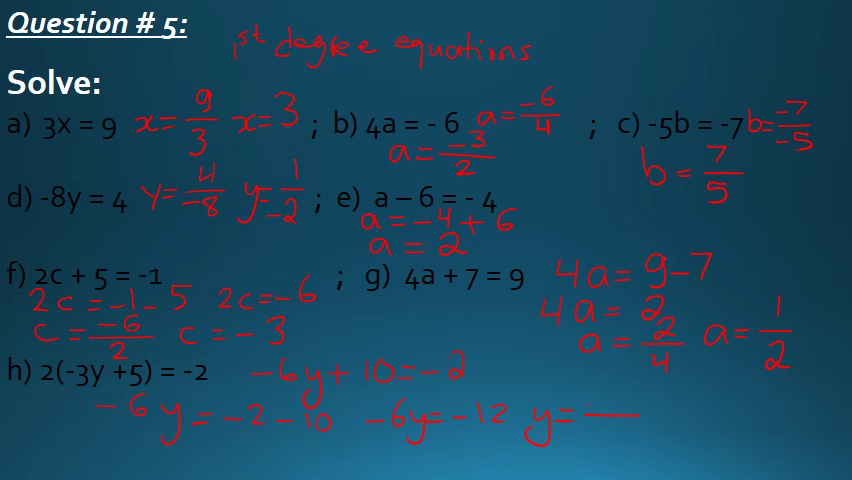 Question # 5:
1st degree equations
Solve:
a) 3x = 9 x = 9/3 x = 3 ; b) 4a = - 6 a = -6/4 ; c) -5b = -7 b = -7/-5
a = -3/2 b = 7/5
d) -8y = 4 y = 4/-8 y = 1/-2 ; e) a – 6 = - 4
a = -4 + 6
a = 2
f) 2c + 5 = -1 ; g) 4a + 7 = 9 4a = 9 - 7
2c = -1 - 5 2c = -6 4a = 2
c = -6/2 c = -3 a = 2/4 a = 1/2
h) 2(-3y +5) = -2 -6y + 10 = -2
-6y = -2 - 10 -6y = -12 y =